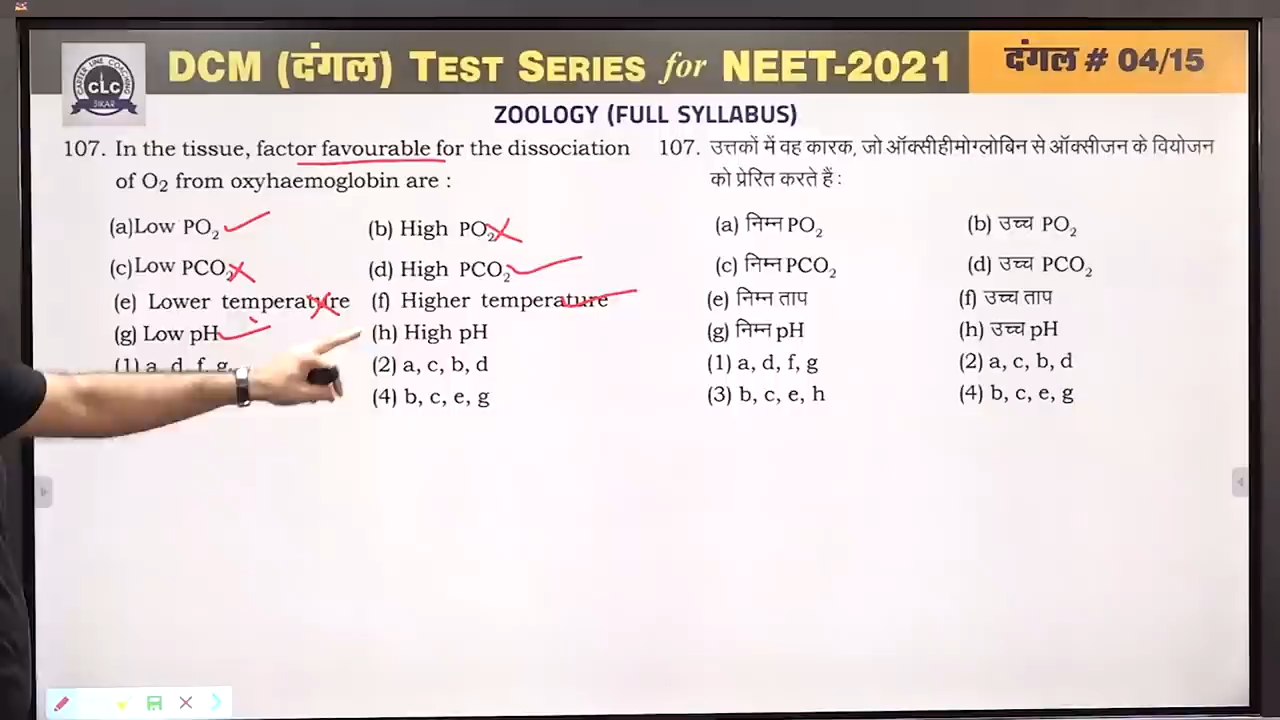 DCM (दंगल) TEST SERIES for NEET-2021
दंगल # 04/15
CLC
SIKAR
ZOOLOGY (FULL SYLLABUS)
107. In the tissue, factor favourable for the dissociation
of O₂ from oxyhaemoglobin are :
(a)Low PO₂
(b) High PO₂
(c) Low PCO₂
(d) High PCO₂
(e) Lower temperature
(f) Higher temperature
(g) Low pH
(h) High pH
(1) a, d, f, g
(2) a, c, b, d
(4) b, c, e, g
107. उत्तकों में वह कारक, जो ऑक्सीहीमोग्लोबिन से ऑक्सीजन के वियोजन
को प्रेरित करते हैं :
(a) निम्न PO₂
(b) उच्च PO₂
(c) निम्न PCO₂
(d) उच्च PCO₂
(e) निम्न ताप
(f) उच्च ताप
(g) निम्न pH
(h) उच्च pH
(1) a, d, f, g
(2) a, c, b, d
(3) b, c, e, h
(4) b, c, e, g